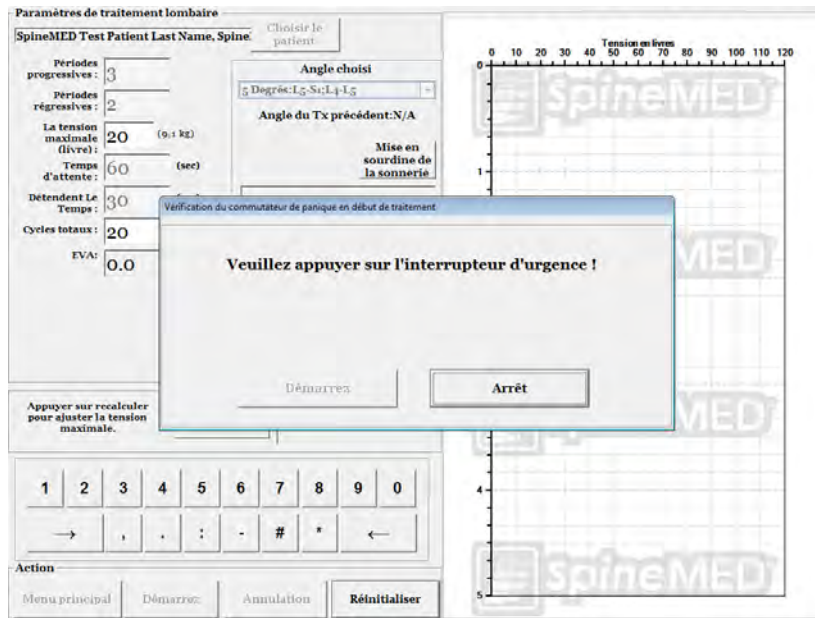 Paramètres de traitement lombaire
SpineMED Test Patient Last Name, Spine
Choisir le
patient
Périodes
progressives :
3
Périodes
régressives :
2
La tension
maximale
(livre) :
20
(9,1 kg)
Temps
d'attente :
60
(sec)
Détendent Le
Temps :
30
Cycles totaux :
20
EVA:
0.0
Angle choisi
5 Degrés:L5-S1;L4-L5
Angle du Tx précédent:N/A
Mise en
sourdine de
la sonnerie
Vérification du commutateur de panique en début de traitement
Veuillez appuyer sur l'interrupteur d'urgence !
Démarrez
Arrêt
Appuyer sur recalculer
pour ajuster la tension
maximale.
1 2 3 4 5 6 7 8 9 0
→ , . : - # * ←
Action
Menu principal
Démarrez
Annulation
Réinitialiser
Tension en livres
0 10 20 30 40 50 60 70 80 90 100 110 120
0
1
4
5
SpineMED
SpineMED
MED
SpineMED